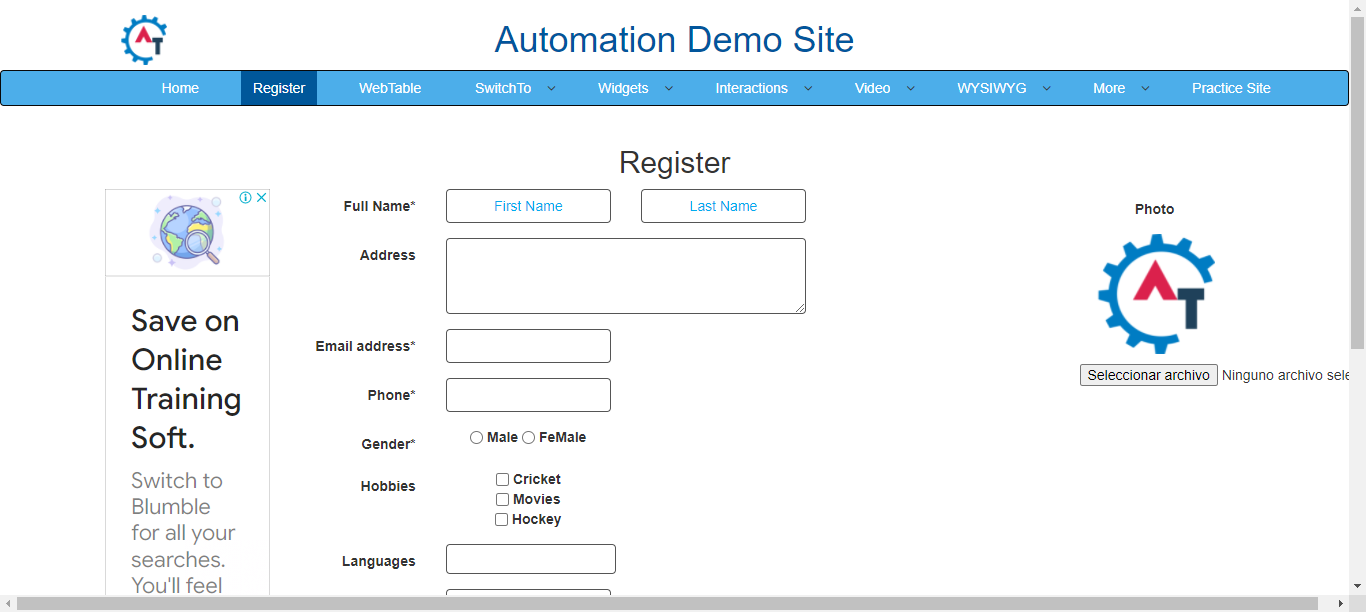 AT
Automation Demo Site
Home Register WebTable SwitchTo Widgets Interactions Video WYSIWYG More Practice Site
Register
Full Name* First Name Last Name
Photo
Address
AT
Email address*
Seleccionar archivo Ninguno archivo sele
Phone*
Gender* Male FeMale
Hobbies Cricket
Movies
Hockey
Languages
Save on
Online
Training
Soft.
Switch to
Blumble
for all your
searches.
You'll feel